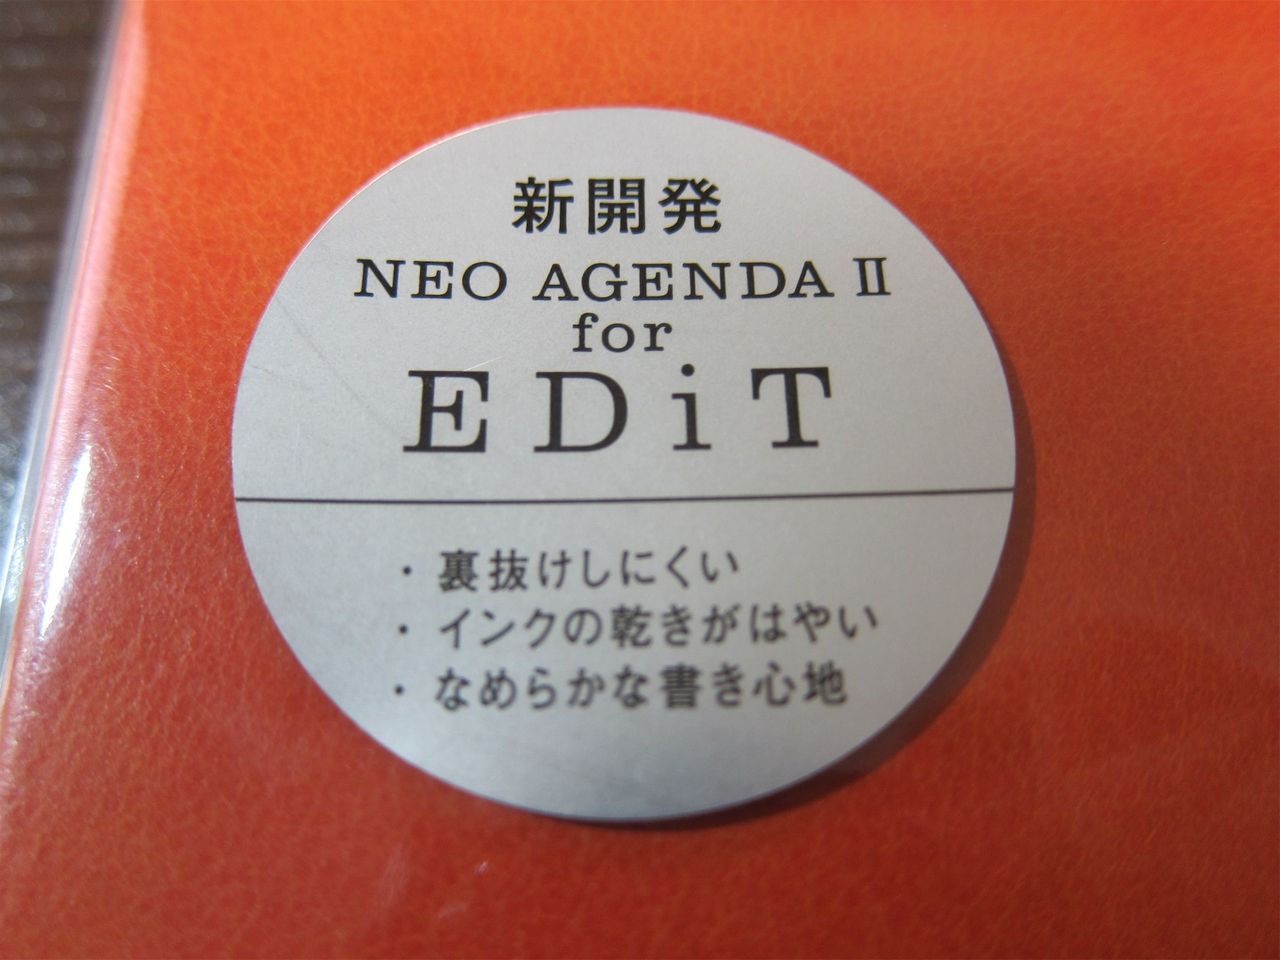 新開発
NEO AGENDA II
for
EDiT
・裏抜けしにくい
・インクの乾きがはやい
・なめらかな書き心地